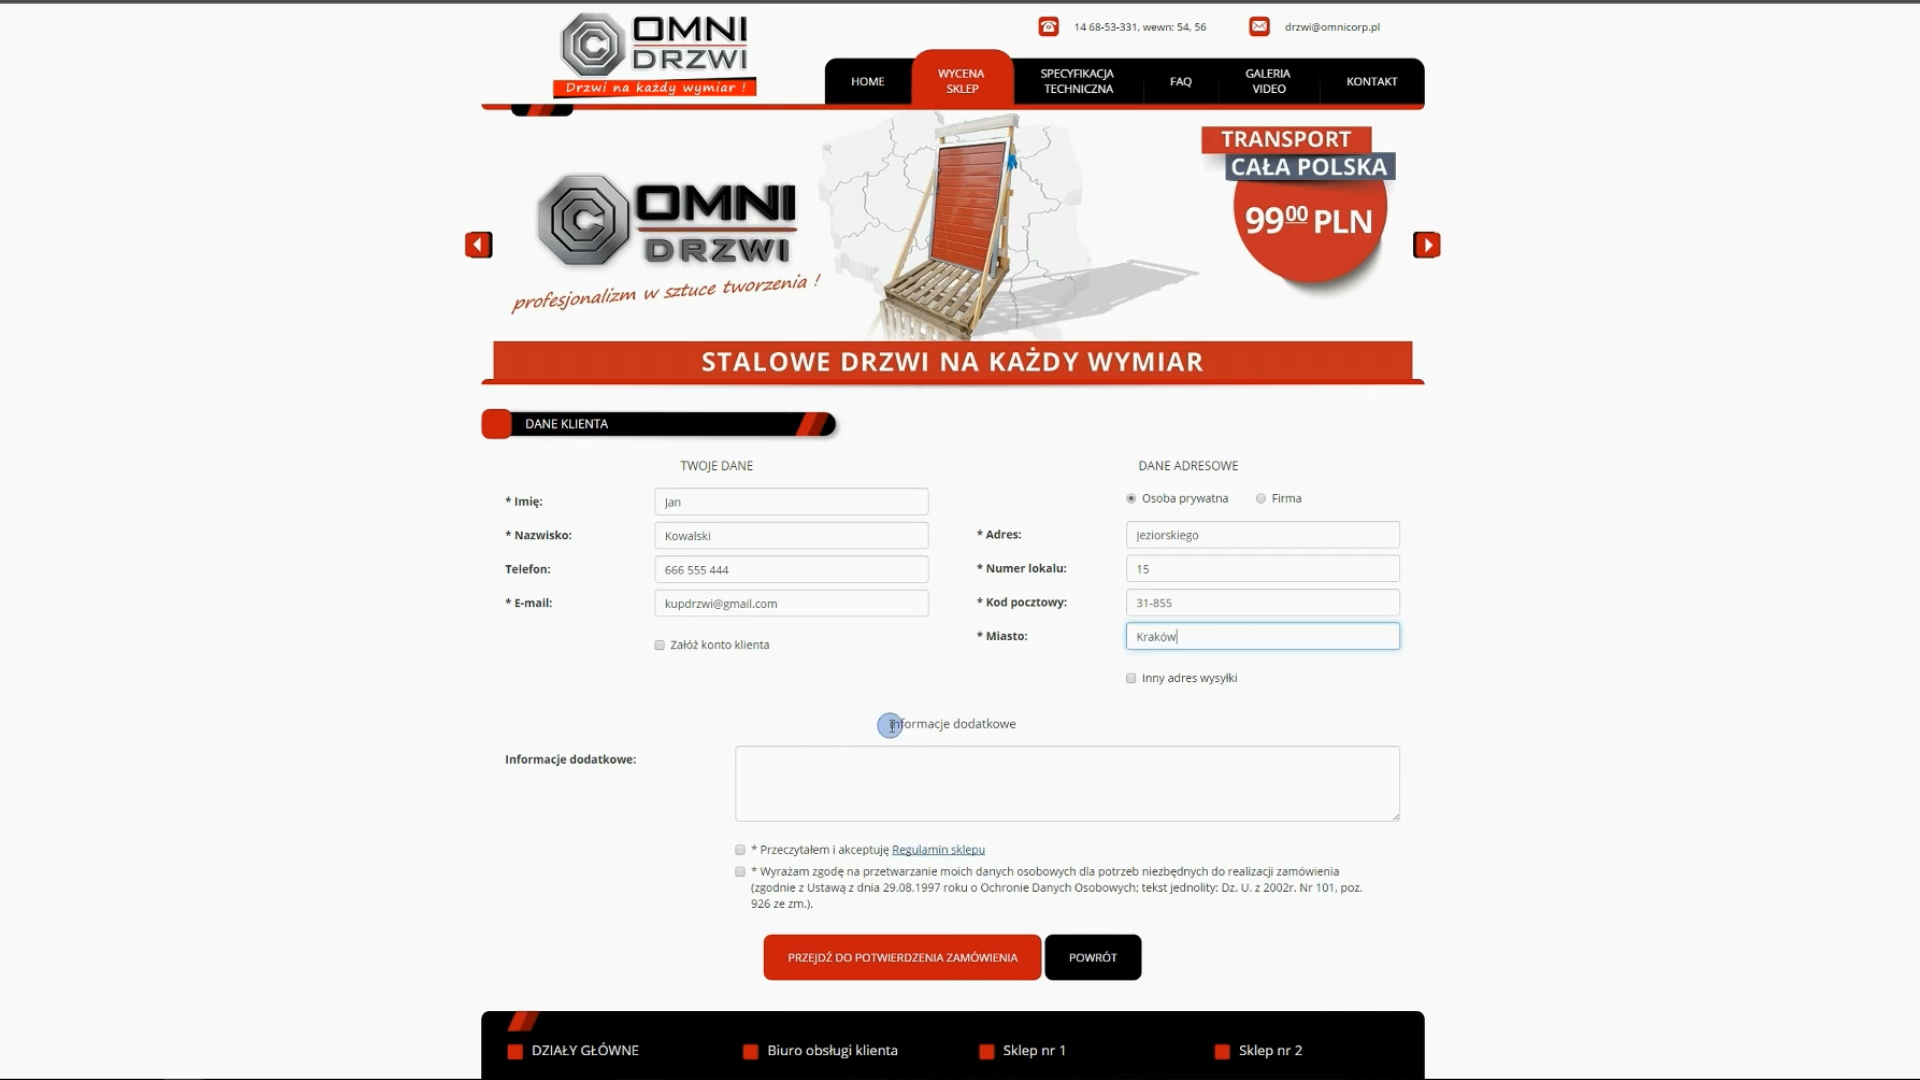 OMNI
DRZWI
Drzwi na każdy wymiar !
14 68-53-331, wewn: 54, 56
drzwi@omnicorp.pl
HOME
WYCENA
SKLEP
SPECYFIKACJA
TECHNICZNA
FAQ
GALERIA
VIDEO
KONTAKT
OMNI
DRZWI
profesjonalizm w sztuce tworzenia !
TRANSPORT
CAŁA POLSKA
9900 PLN
STALOWE DRZWI NA KAŻDY WYMIAR
DANE KLIENTA
TWOJE DANE
* Imię: Jan
* Nazwisko: Kowalski
Telefon: 666 555 444
* E-mail: kupdrzwi@gmail.com
Załóż konto klienta
DANE ADRESOWE
Osoba prywatna Firma
* Adres: Jeziorskiego
* Numer lokalu: 15
* Kod pocztowy: 31-855
* Miasto: Kraków
Inny adres wysyłki
Informacje dodatkowe
Informacje dodatkowe:
* Przeczytałem i akceptuję Regulamin sklepu
* Wyrażam zgodę na przetwarzanie moich danych osobowych dla potrzeb niezbędnych do realizacji zamówienia
(zgodnie z Ustawą z dnia 29.08.1997 roku o Ochronie Danych Osobowych; tekst jednolity: Dz. U. z 2002r. Nr 101, poz.
926 ze zm.).
PRZEJDŹ DO POTWIERDZENIA ZAMÓWIENIA
POWRÓT
DZIAŁY GŁÓWNE
Biuro obsługi klienta
Sklep nr 1
Sklep nr 2